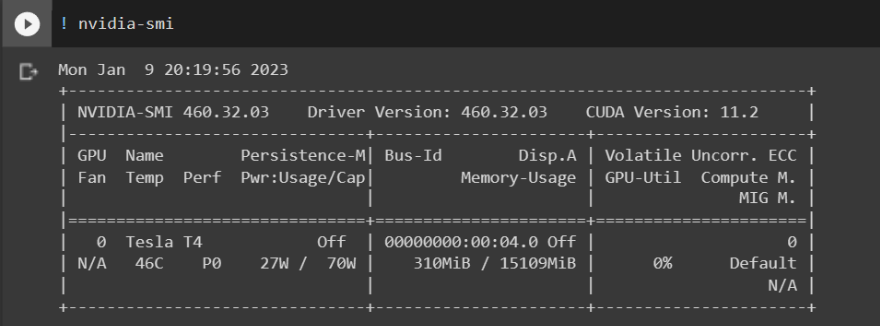 ! nvidia-smi
Mon Jan  9 20:19:56 2023
+-----------------------------------------------------------------------------+
| NVIDIA-SMI 460.32.03    Driver Version: 460.32.03    CUDA Version: 11.2     |
|-------------------------------+----------------------+----------------------+
| GPU  Name        Persistence-M| Bus-Id        Disp.A | Volatile Uncorr. ECC |
| Fan  Temp  Perf  Pwr:Usage/Cap|         Memory-Usage | GPU-Util  Compute M. |
|                               |                      |               MIG M. |
|===============================+======================+======================|
|   0  Tesla T4            Off  | 00000000:00:04.0 Off |                    0 |
| N/A   46C    P0    27W /  70W |    310MiB / 15109MiB |      0%      Default |
|                               |                      |                  N/A |
+-------------------------------+----------------------+----------------------+